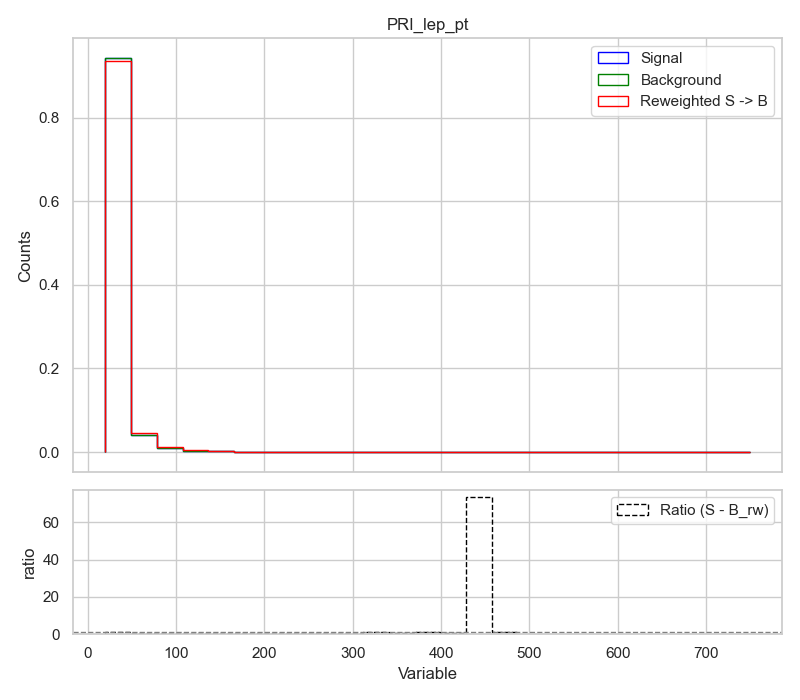 PRI_lep_pt
Signal
Background
Reweighted S -> B
Counts
0.8
0.6
0.4
0.2
0.0
Ratio (S - B_rw)
ratio
60
40
20
0
0 100 200 300 400 500 600 700
Variable